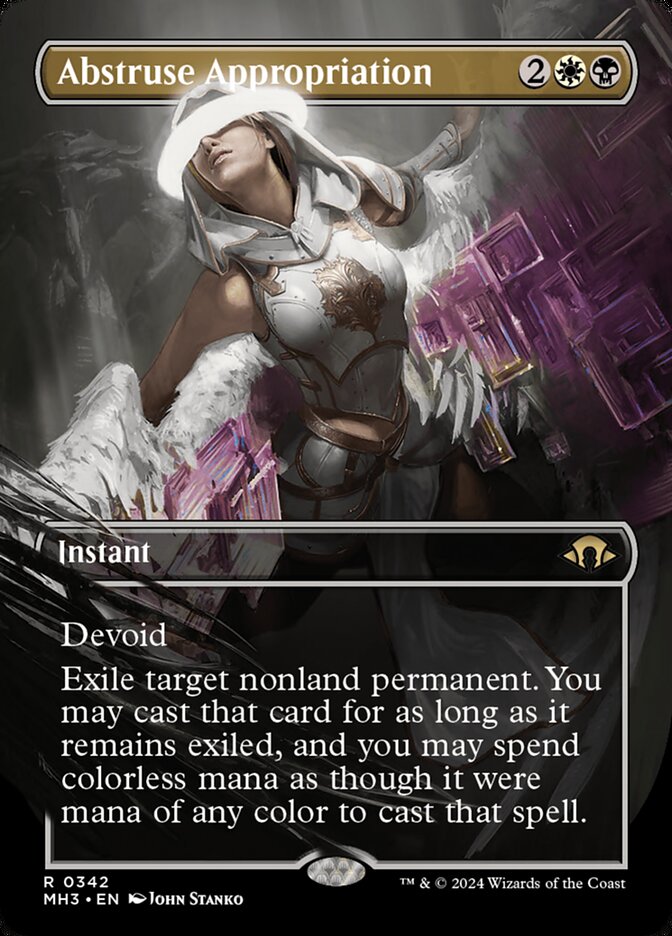 Abstruse Appropriation 2
Instant
Devoid
Exile target nonland permanent. You
may cast that card for as long as it
remains exiled, and you may spend
colorless mana as though it were
mana of any color to cast that spell.
R 0342
MH3 • EN John Stanko
™ & © 2024 Wizards of the Coast